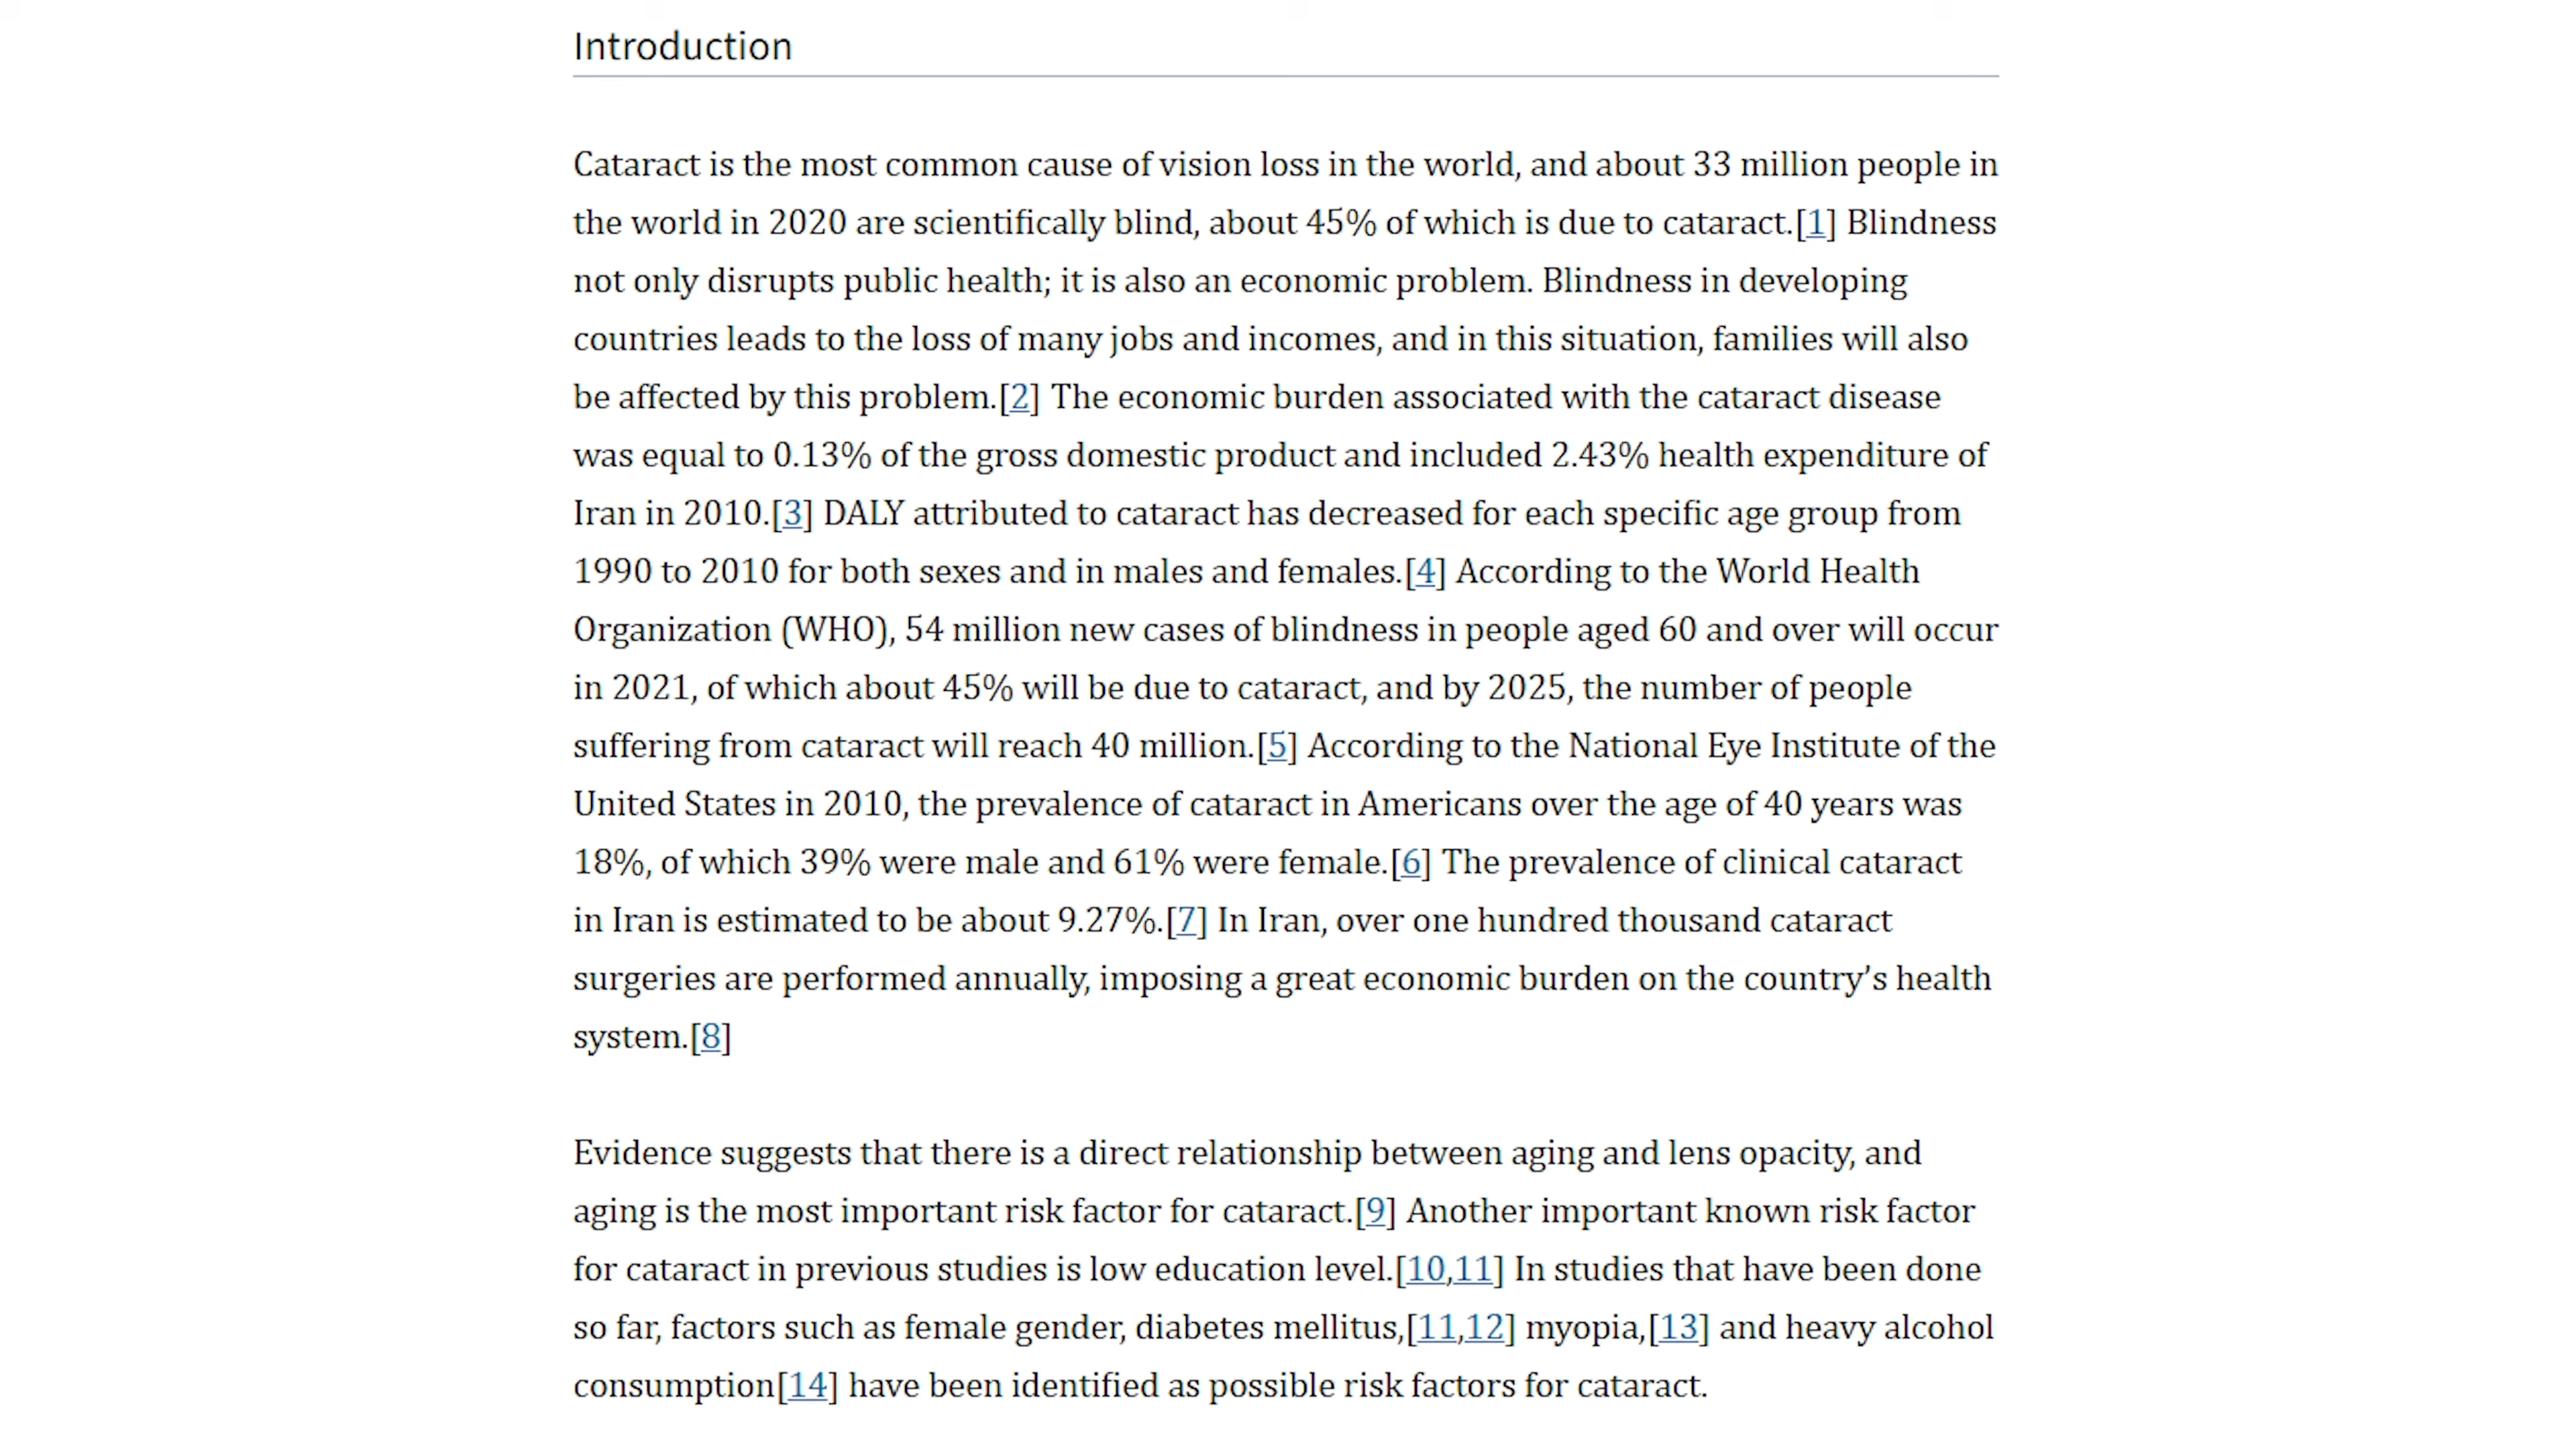 Introduction
Cataract is the most common cause of vision loss in the world, and about 33 million people in
the world in 2020 are scientifically blind, about 45% of which is due to cataract.[1] Blindness
not only disrupts public health; it is also an economic problem. Blindness in developing
countries leads to the loss of many jobs and incomes, and in this situation, families will also
be affected by this problem.[2] The economic burden associated with the cataract disease
was equal to 0.13% of the gross domestic product and included 2.43% health expenditure of
Iran in 2010.[3] DALY attributed to cataract has decreased for each specific age group from
1990 to 2010 for both sexes and in males and females.[4] According to the World Health
Organization (WHO), 54 million new cases of blindness in people aged 60 and over will occur
in 2021, of which about 45% will be due to cataract, and by 2025, the number of people
suffering from cataract will reach 40 million.[5] According to the National Eye Institute of the
United States in 2010, the prevalence of cataract in Americans over the age of 40 years was
18%, of which 39% were male and 61% were female.[6] The prevalence of clinical cataract
in Iran is estimated to be about 9.27%.[7] In Iran, over one hundred thousand cataract
surgeries are performed annually, imposing a great economic burden on the country’s health
system.[8]
Evidence suggests that there is a direct relationship between aging and lens opacity, and
aging is the most important risk factor for cataract.[9] Another important known risk factor
for cataract in previous studies is low education level.[10,11] In studies that have been done
so far, factors such as female gender, diabetes mellitus,[11,12] myopia,[13] and heavy alcohol
consumption[14] have been identified as possible risk factors for cataract.